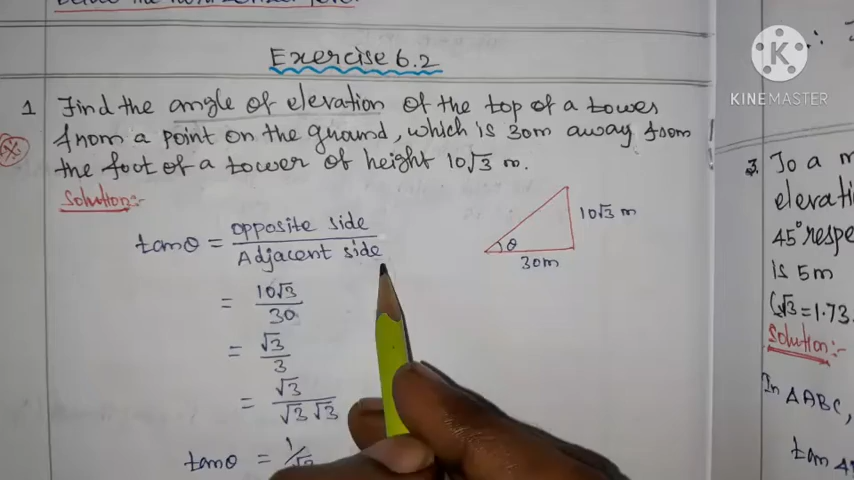 Exercise 6.2
1 Find the angle of elevation of the top of a tower
from a point on the ground, which is 30m away from
the foot of a tower of height 10√3 m.
Solution:-
tanθ = opposite side / Adjacent side
= 10√3 / 30
= √3 / 3
= √3 / √3 √3
tanθ = 1/√3
10√3 m
θ
30m
KINEMASTER
3. To a m
elevati
45° respe
is 5m
(√3=1.73
Solution:-
In ΔABC,
tan